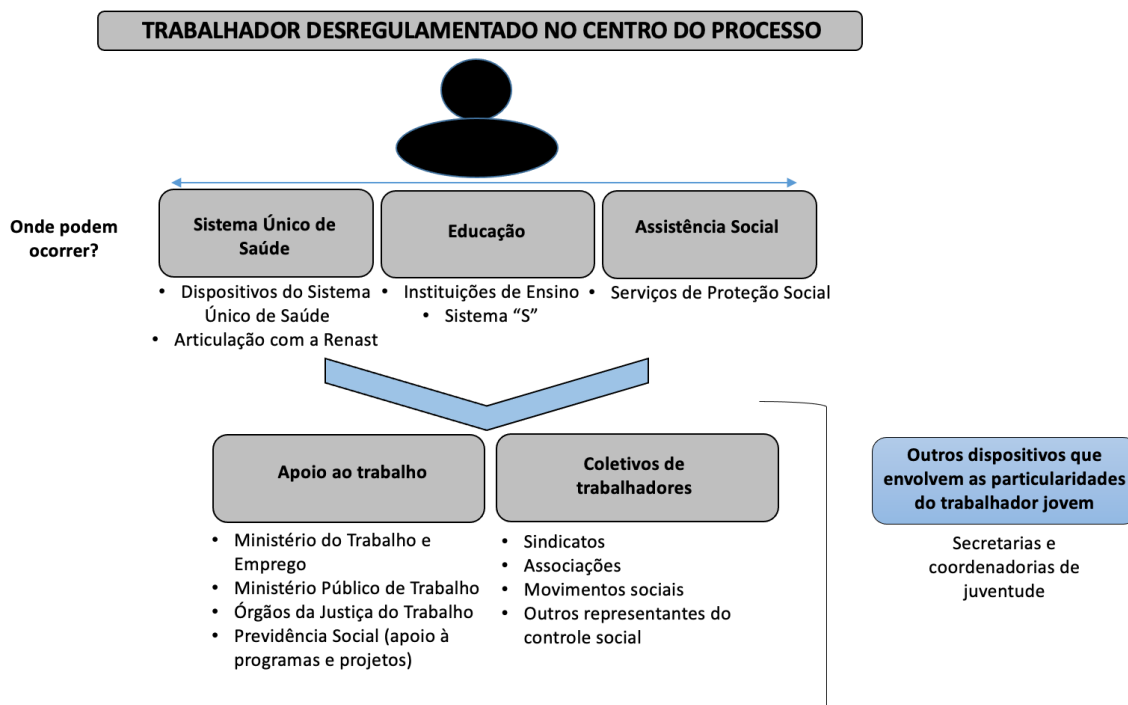 TRABALHADOR DESREGULAMENTADO NO CENTRO DO PROCESSO
Onde podem
ocorrer?
Sistema Único de
Saúde
• Dispositivos do Sistema
Único de Saúde
• Articulação com a Renast
Educação
• Instituições de Ensino
• Sistema “S”
Assistência Social
• Serviços de Proteção Social
Apoio ao trabalho
• Ministério do Trabalho e
Emprego
• Ministério Público de Trabalho
• Órgãos da Justiça do Trabalho
• Previdência Social (apoio à
programas e projetos)
Coletivos de
trabalhadores
• Sindicatos
• Associações
• Movimentos sociais
• Outros representantes do
controle social
Outros dispositivos que
envolvem as particularidades
do trabalhador jovem
Secretarias e
coordenadorias de
juventude